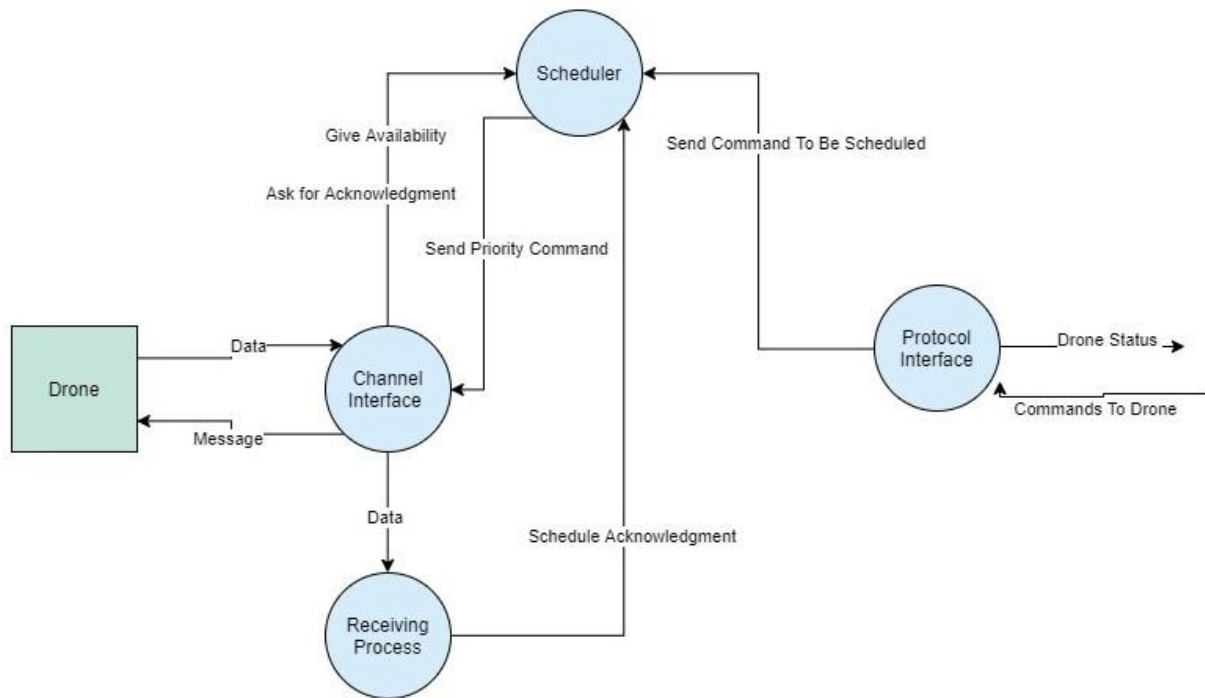 Scheduler
Give Availability
Send Command To Be Scheduled
Ask for Acknowledgment
Send Priority Command
Protocol
Interface
Drone Status
Data
Drone
Channel
Interface
Commands To Drone
Message
Data
Schedule Acknowledgment
Receiving
Process